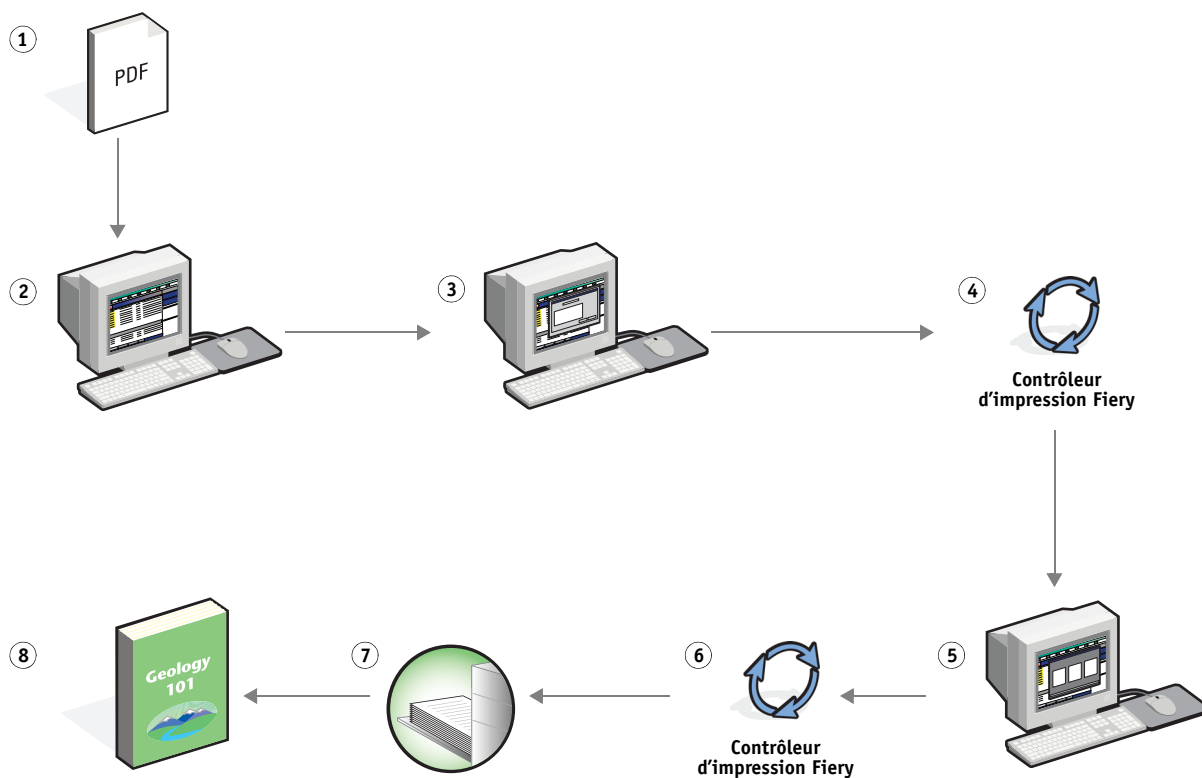 1
PDF
2
3
4
Contrôleur
d'impression Fiery
8
Geology
101
7
6
Contrôleur
d'impression Fiery
5